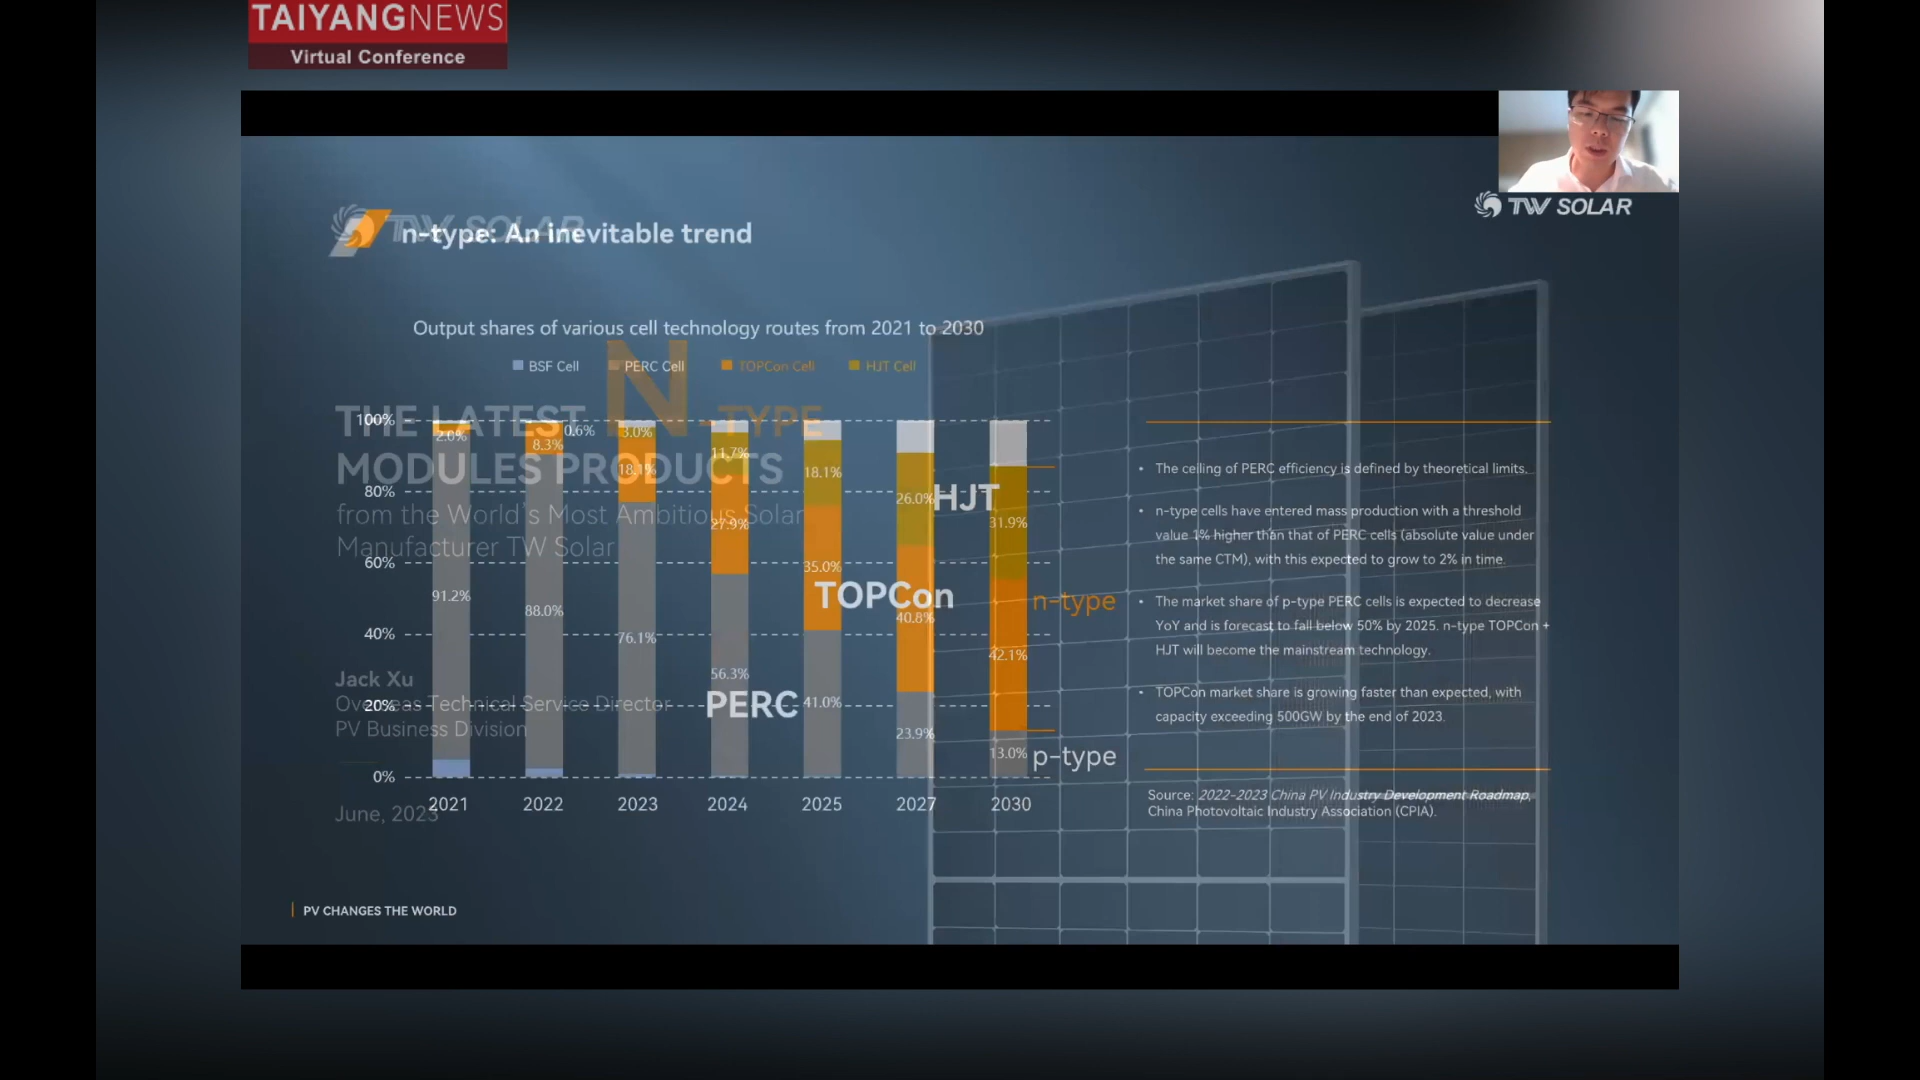 TAIYANGNEWS
Virtual Conference
TW SOLAR
TW SOLAR
n-type: An inevitable trend
Output shares of various cell technology routes from 2021 to 2030
BSF Cell PERC Cell TOPCon Cell HJT Cell
THE LATEST N-TYPE
MODULES PRODUCTS
from the World's Most Ambitious Solar
Manufacturer TW Solar
Jack Xu
Overseas Technical Service Director
PV Business Division
June, 2023
100%
80%
60%
40%
20%
0%
2.0% 8.3% 0.6% 3.0% 11.7% 18.1% 26.0% 31.9%
18.1% 27.9% 35.0% 40.8% 42.1%
91.2% 88.0% 76.1% 56.3% 41.0% 23.9% 13.0%
HJT
TOPCon
PERC
n-type
p-type
2021 2022 2023 2024 2025 2027 2030
• The ceiling of PERC efficiency is defined by theoretical limits.
• n-type cells have entered mass production with a threshold
value 1% higher than that of PERC cells (absolute value under
the same CTM), with this expected to grow to 2% in time.
• The market share of p-type PERC cells is expected to decrease
YoY and is forecast to fall below 50% by 2025. n-type TOPCon +
HJT will become the mainstream technology.
• TOPCon market share is growing faster than expected, with
capacity exceeding 500GW by the end of 2023.
Source: 2022-2023 China PV Industry Development Roadmap,
China Photovoltaic Industry Association (CPIA).
PV CHANGES THE WORLD